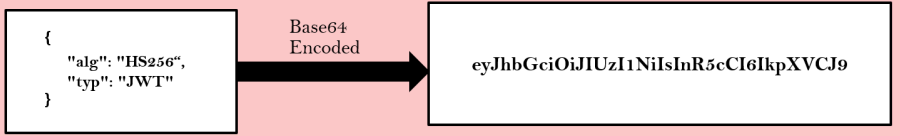 {
"alg": "HS256“,
"typ": "JWT"
}
Base64
Encoded
eyJhbGciOiJIUzI1NiIsInR5cCI6IkpXVCJ9